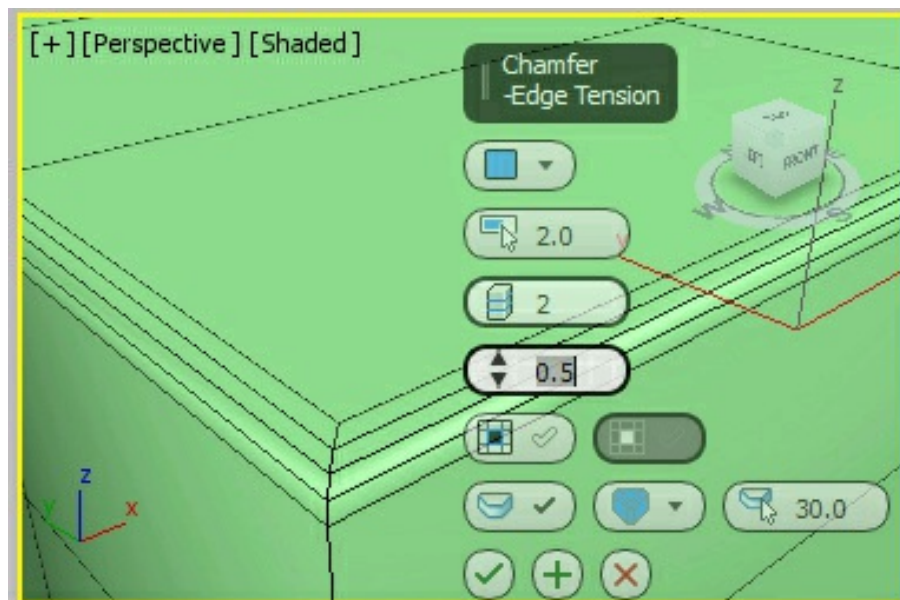 [+][Perspective][Shaded]
Chamfer
-Edge Tension
z
FRONT
W
S
2.0
2
0.5
30.0
z
y
x